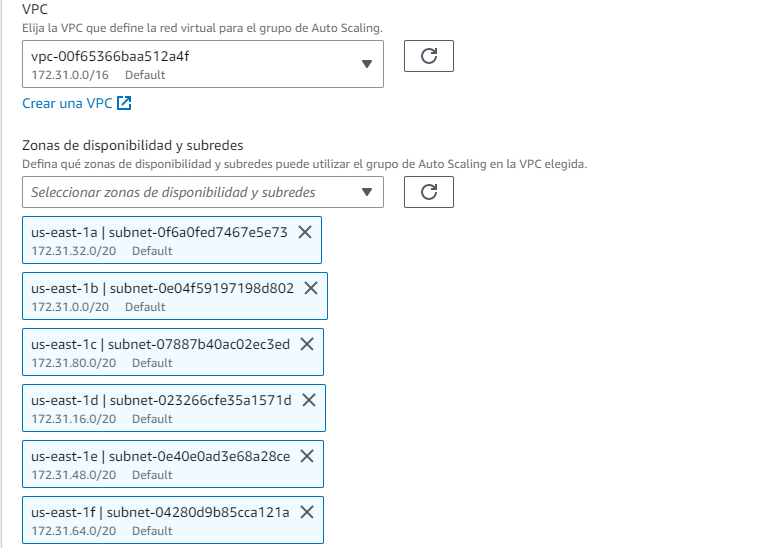 VPC
Elija la VPC que define la red virtual para el grupo de Auto Scaling.
vpc-00f65366baa512a4f
172.31.0.0/16 Default
Crear una VPC
Zonas de disponibilidad y subredes
Defina qué zonas de disponibilidad y subredes puede utilizar el grupo de Auto Scaling en la VPC elegida.
Seleccionar zonas de disponibilidad y subredes
us-east-1a | subnet-0f6a0fed7467e5e73
172.31.32.0/20 Default
us-east-1b | subnet-0e04f59197198d802
172.31.0.0/20 Default
us-east-1c | subnet-07887b40ac02ec3ed
172.31.80.0/20 Default
us-east-1d | subnet-023266cfe35a1571d
172.31.16.0/20 Default
us-east-1e | subnet-0e40e0ad3e68a28ce
172.31.48.0/20 Default
us-east-1f | subnet-04280d9b85cca121a
172.31.64.0/20 Default